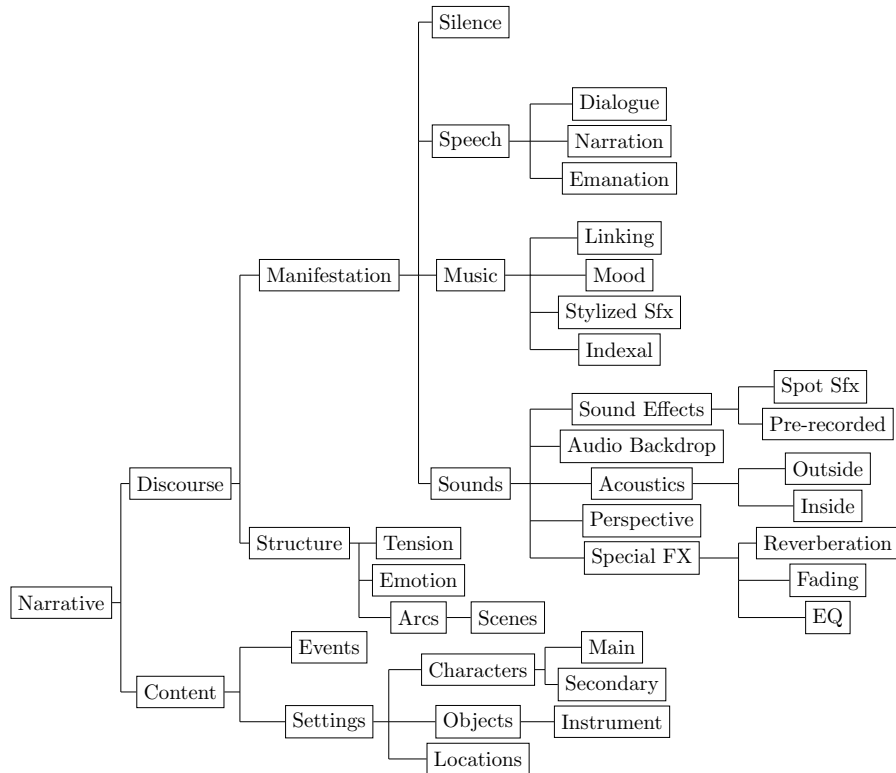 Silence
Dialogue
Speech
Narration
Emanation
Linking
Manifestation
Music
Mood
Stylized Sfx
Indexal
Spot Sfx
Sound Effects
Pre-recorded
Audio Backdrop
Outside
Discourse
Sounds
Acoustics
Inside
Perspective
Structure
Tension
Reverberation
Special FX
Emotion
Fading
Narrative
Arcs
Scenes
EQ
Events
Main
Characters
Secondary
Content
Settings
Objects
Instrument
Locations